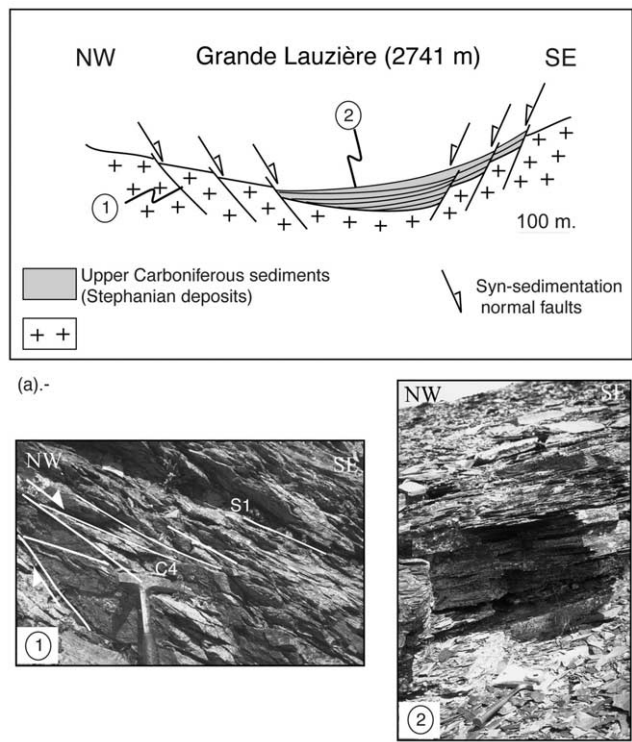 NW Grande Lauzière (2741 m) SE
2
1
100 m.
Upper Carboniferous sediments
(Stephanian deposits)
Syn-sedimentation
normal faults
(a).-
NW SE
S1
C4
1
NW SE
2